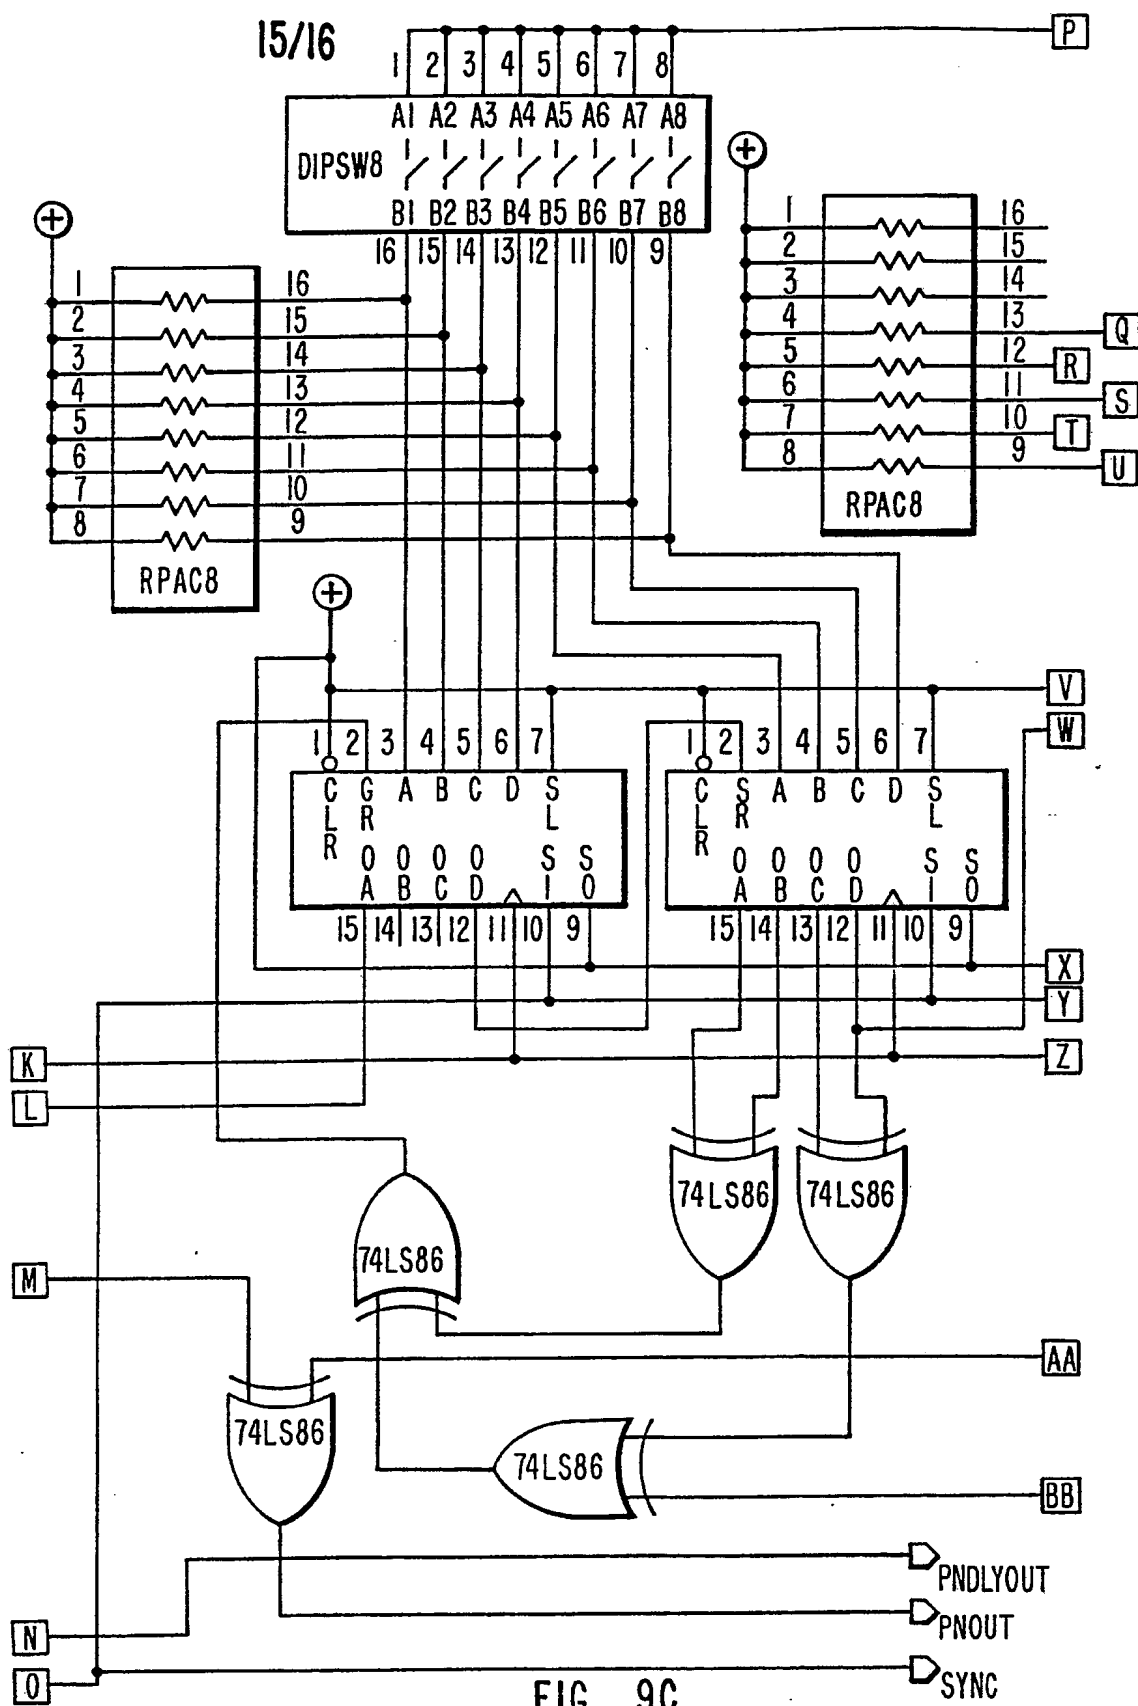 15/16
P
1 2 3 4 5 6 7 8
A1 A2 A3 A4 A5 A6 A7 A8
DIPSW8
B1 B2 B3 B4 B5 B6 B7 B8
16 15 14 13 12 11 10 9
1 16
2 15
3 14
4 13
5 12
6 11
7 10
8 9
RPAC8
1 16
2 15
3 14
4 13 Q
5 12 R
6 11 S
7 10 T
8 9 U
RPAC8
V
W
1 2 3 4 5 6 7
CLR GR A B C D SL
OA OB OC OD SI SO
15 14 13 12 11 10 9
1 2 3 4 5 6 7
CLR SR A B C D SL
OA OB OC OD SI SO
15 14 13 12 11 10 9
X
Y
K
Z
L
74LS86
74LS86
74LS86
M
AA
74LS86
74LS86
BB
PNDLYOUT
N
PNOUT
O
SYNC
FIG. 9C